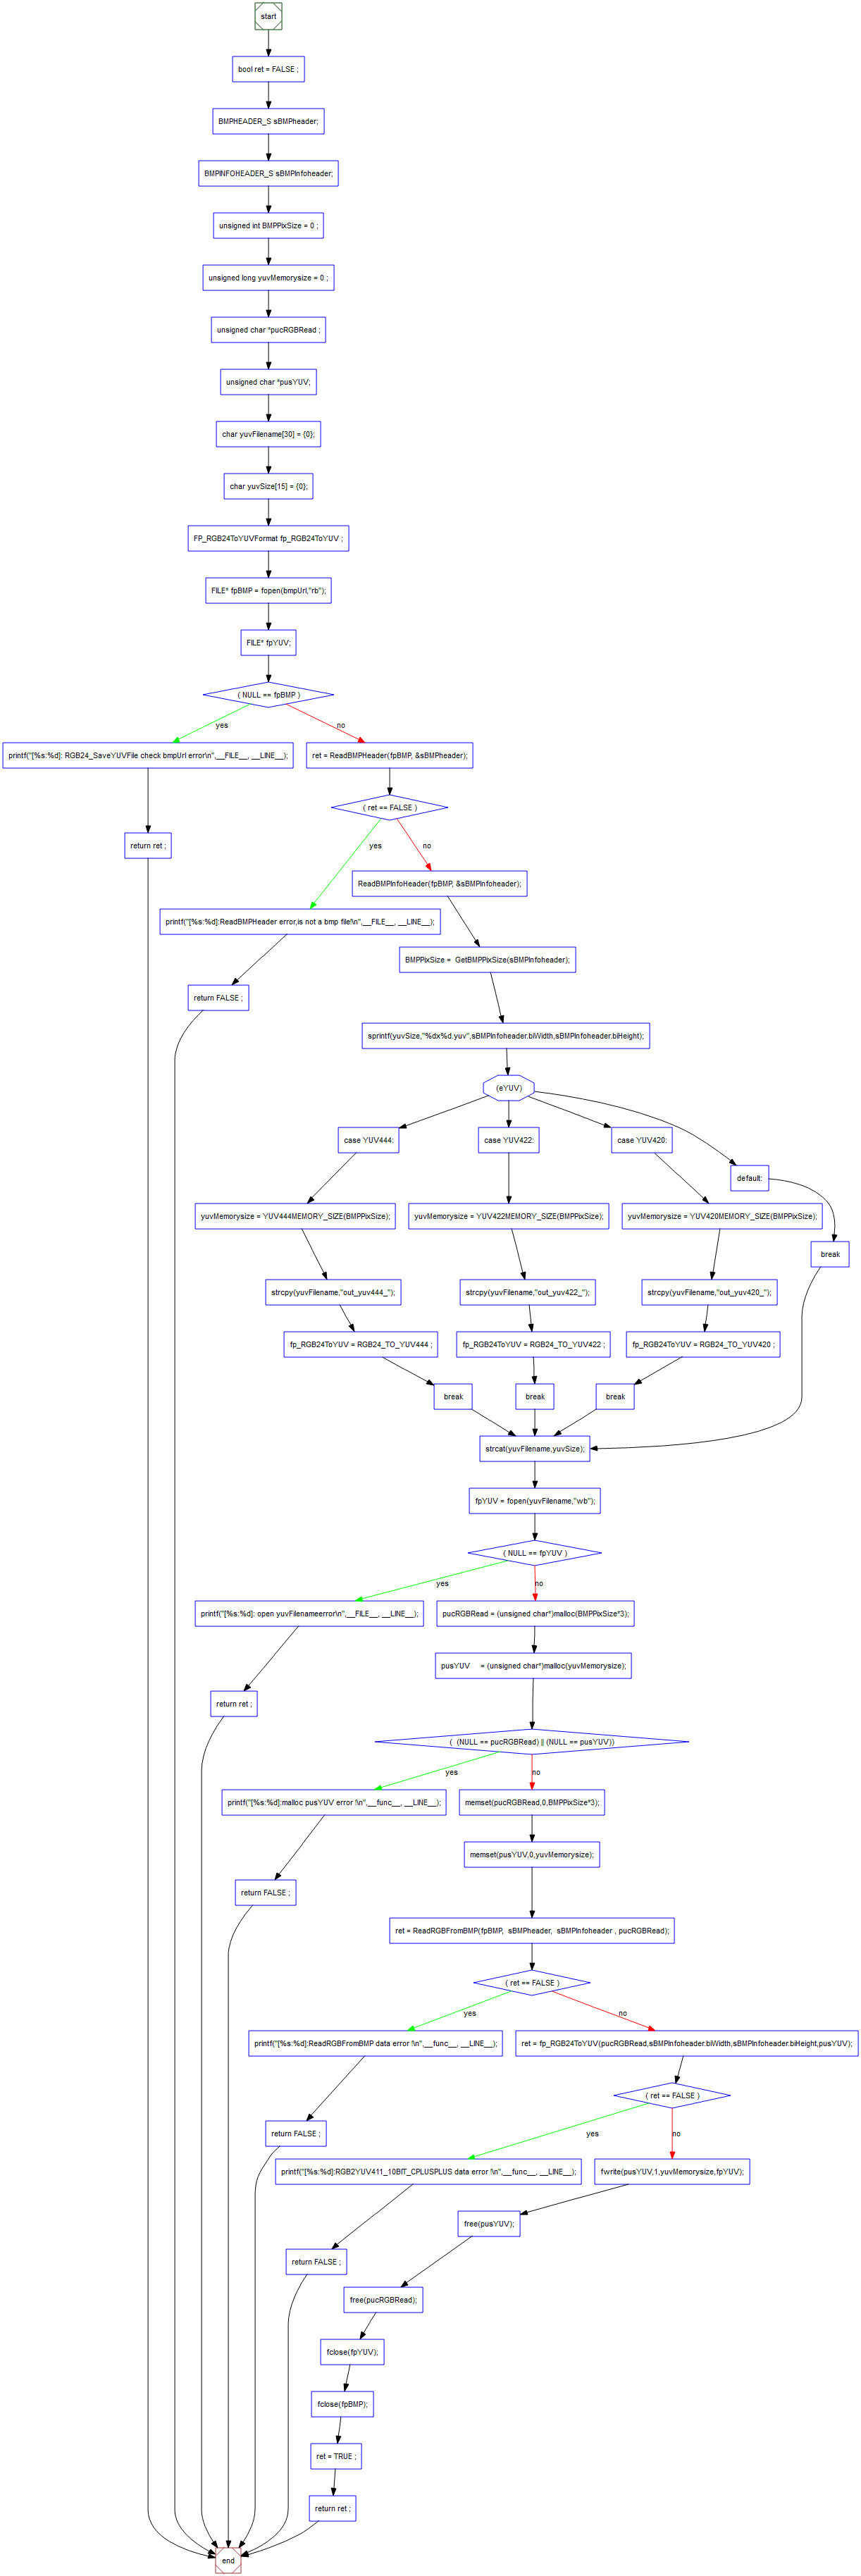 start
bool ret = FALSE ;
BMPHEADER_S sBMPheader;
BMPINFOHEADER_S sBMPInfoheader;
unsigned int BMPPixSize = 0 ;
unsigned long yuvMemorysize = 0 ;
unsigned char *pucRGBRead ;
unsigned char *pusYUV;
char yuvFilename[30] = {0};
char yuvSize[15] = {0};
FP_RGB24ToYUVFormat fp_RGB24ToYUV ;
FILE* fpBMP = fopen(bmpUrl,"rb");
FILE* fpYUV;
( NULL == fpBMP )
yes
no
printf("[%s:%d]: RGB24_SaveYUVFile check bmpUrl error\n",__FILE__, __LINE__);
ret = ReadBMPHeader(fpBMP, &sBMPheader);
( ret == FALSE )
return ret ;
yes
no
ReadBMPInfoHeader(fpBMP, &sBMPInfoheader);
printf("[%s:%d]:ReadBMPHeader error,is not a bmp file!\n",__FILE__, __LINE__);
BMPPixSize =  GetBMPPixSize(sBMPInfoheader);
return FALSE ;
sprintf(yuvSize,"%dx%d.yuv",sBMPInfoheader.biWidth,sBMPInfoheader.biHeight);
(eYUV)
case YUV444:
case YUV422:
case YUV420:
default:
yuvMemorysize = YUV444MEMORY_SIZE(BMPPixSize);
yuvMemorysize = YUV422MEMORY_SIZE(BMPPixSize);
yuvMemorysize = YUV420MEMORY_SIZE(BMPPixSize);
break
strcpy(yuvFilename,"out_yuv444_");
strcpy(yuvFilename,"out_yuv422_");
strcpy(yuvFilename,"out_yuv420_");
fp_RGB24ToYUV = RGB24_TO_YUV444 ;
fp_RGB24ToYUV = RGB24_TO_YUV422 ;
fp_RGB24ToYUV = RGB24_TO_YUV420 ;
break
break
break
strcat(yuvFilename,yuvSize);
fpYUV = fopen(yuvFilename,"wb");
( NULL == fpYUV )
yes
no
printf("[%s:%d]: open yuvFilenameerror\n",__FILE__, __LINE__);
pucRGBRead = (unsigned char*)malloc(BMPPixSize*3);
pusYUV     = (unsigned char*)malloc(yuvMemorysize);
return ret ;
(  (NULL == pucRGBRead) || (NULL == pusYUV))
yes
no
printf("[%s:%d]:malloc pusYUV error !\n",__func__, __LINE__);
memset(pucRGBRead,0,BMPPixSize*3);
memset(pusYUV,0,yuvMemorysize);
return FALSE ;
ret = ReadRGBFromBMP(fpBMP,  sBMPheader,  sBMPInfoheader , pucRGBRead);
( ret == FALSE )
yes
no
printf("[%s:%d]:ReadRGBFromBMP data error !\n",__func__, __LINE__);
ret = fp_RGB24ToYUV(pucRGBRead,sBMPInfoheader.biWidth,sBMPInfoheader.biHeight,pusYUV);
( ret == FALSE )
return FALSE ;
yes
no
printf("[%s:%d]:RGB2YUV411_10BIT_CPLUSPLUS data error !\n",__func__, __LINE__);
fwrite(pusYUV,1,yuvMemorysize,fpYUV);
free(pusYUV);
return FALSE ;
free(pucRGBRead);
fclose(fpYUV);
fclose(fpBMP);
ret = TRUE ;
return ret ;
end